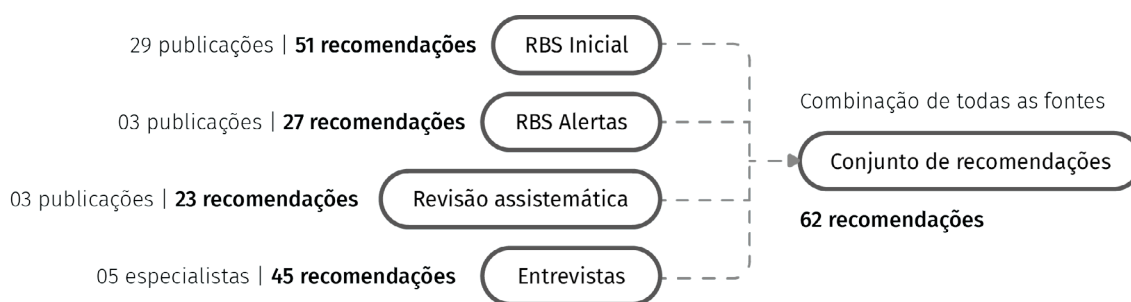 29 publicações | 51 recomendações
RBS Inicial
03 publicações | 27 recomendações
RBS Alertas
03 publicações | 23 recomendações
Revisão assistemática
05 especialistas | 45 recomendações
Entrevistas
Combinação de todas as fontes
Conjunto de recomendações
62 recomendações